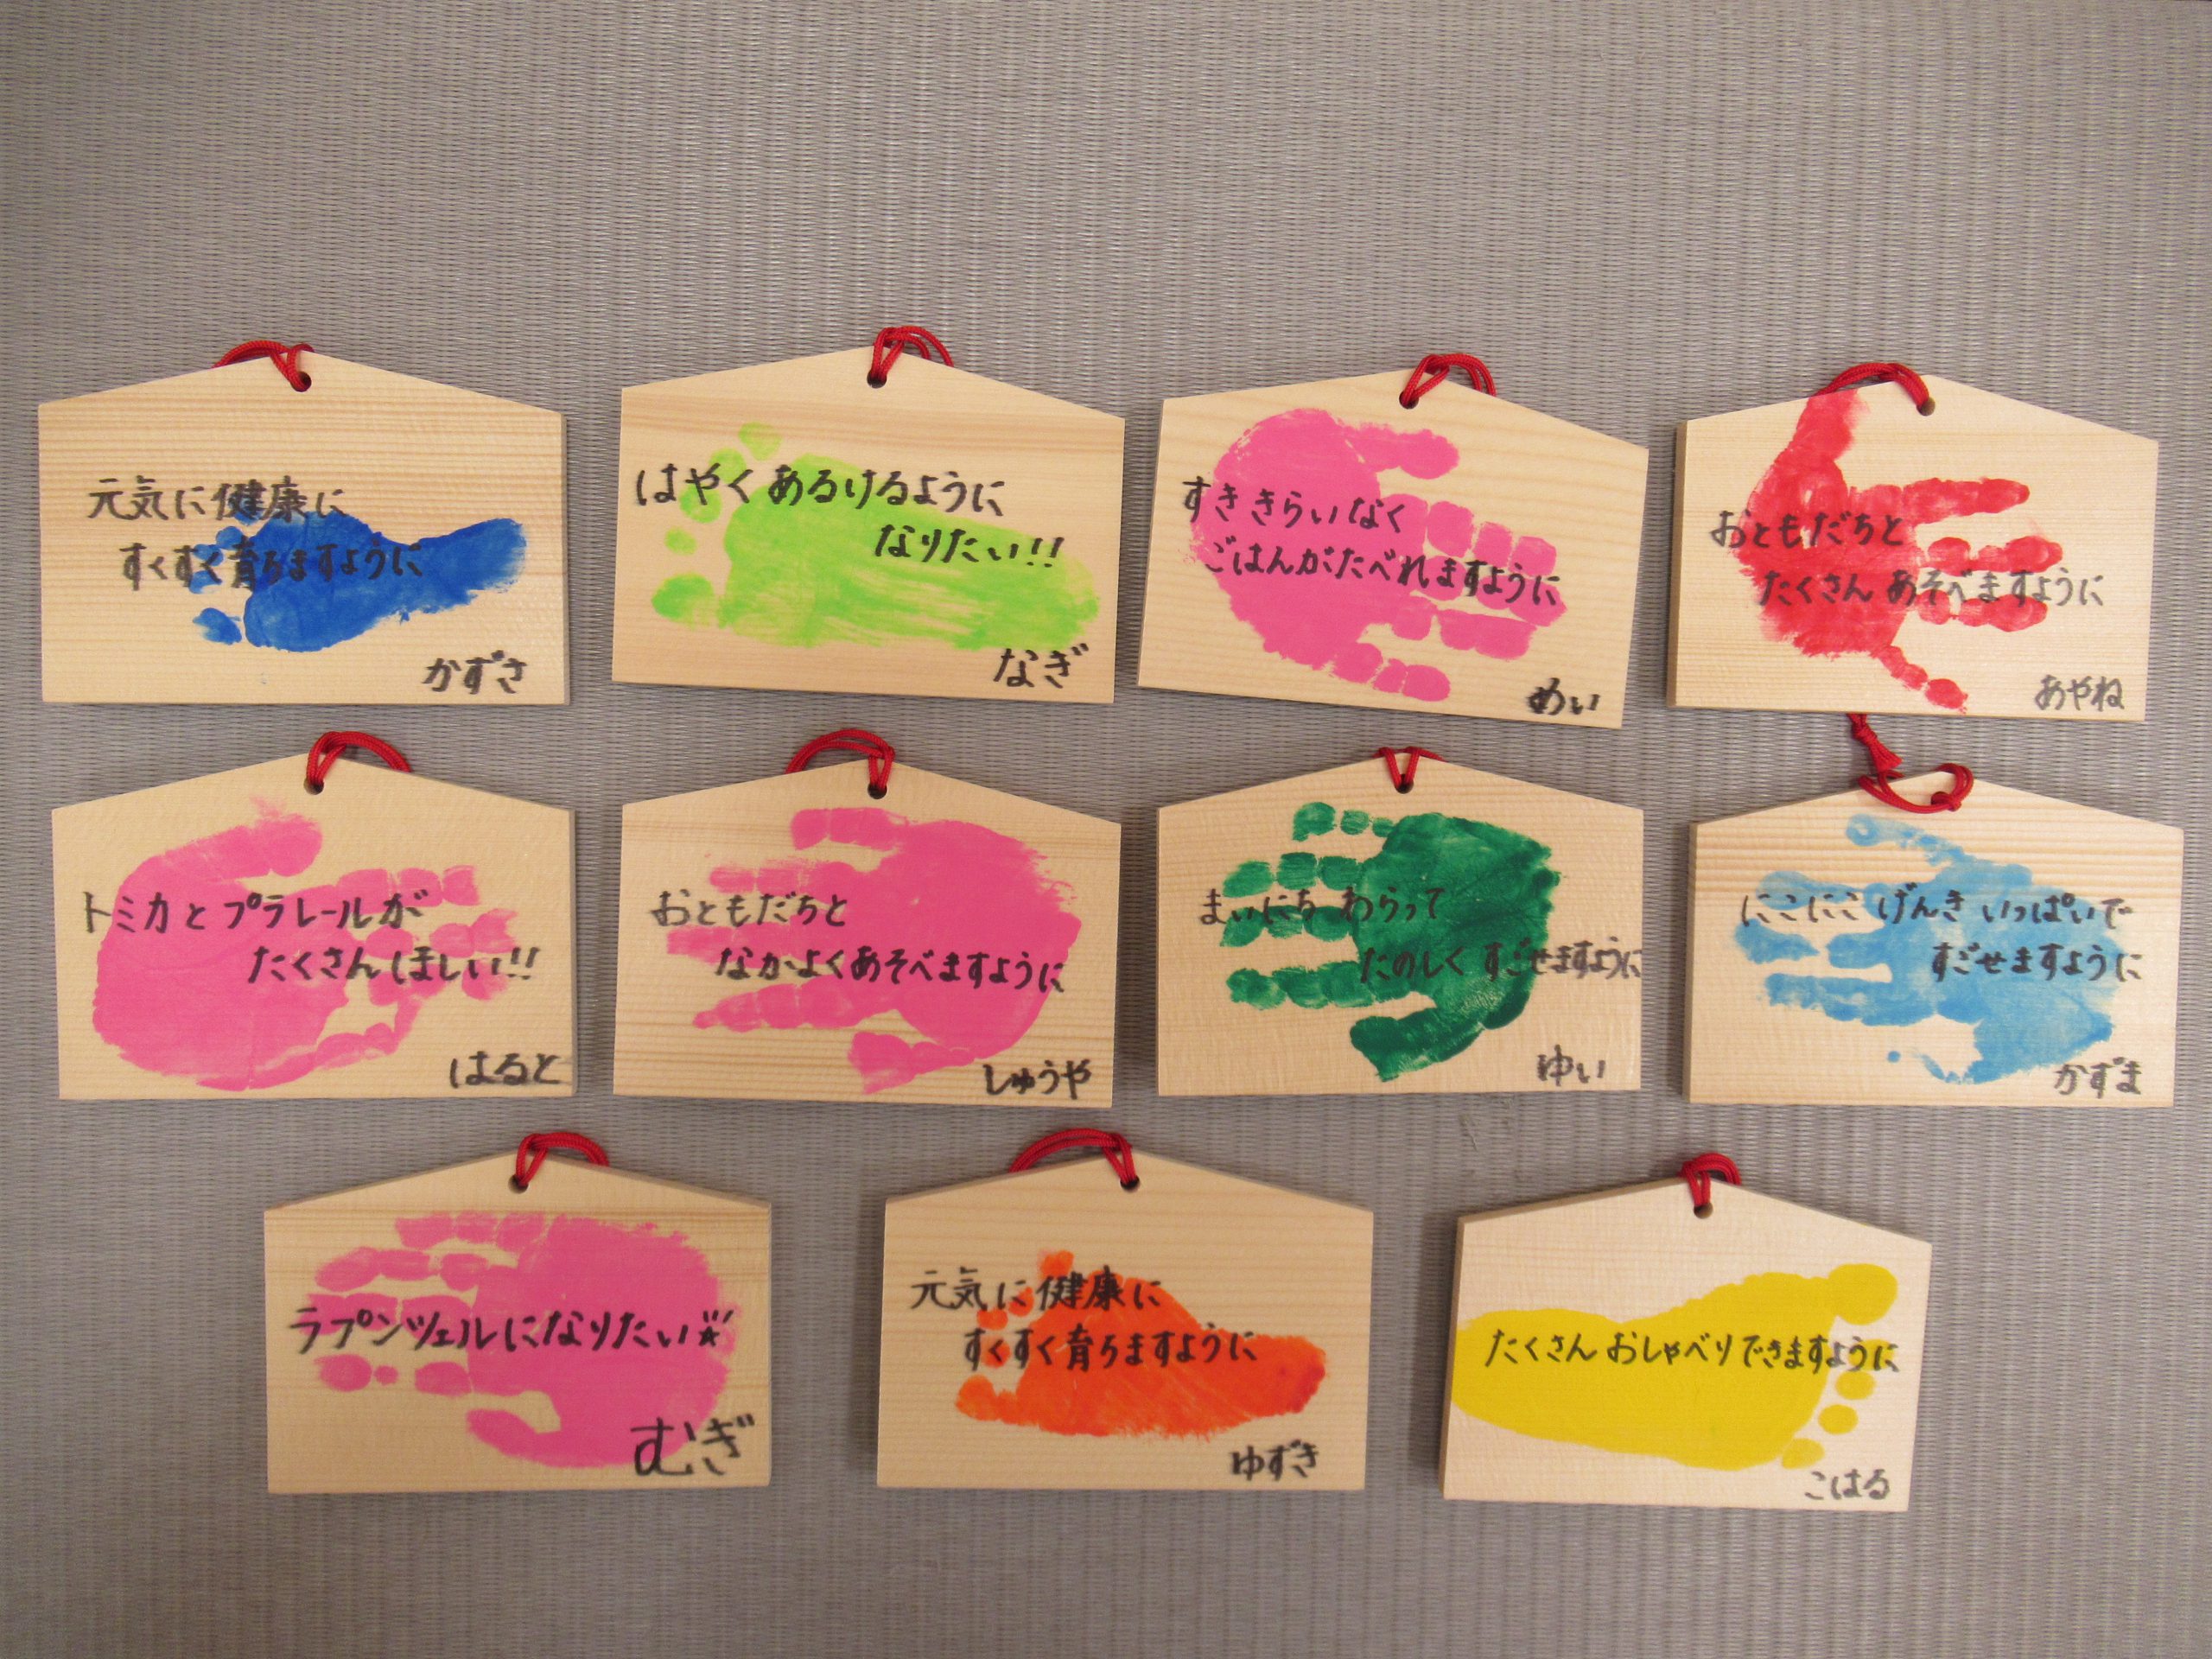 元気に健康に
すくすく育ちますように
かずさ
はやくあるけるように
なりたい!!
なぎ
すききらいなく
ごはんがたべれますように
めい
おともだちと
たくさんあそべますように
あやね
トミカとプラレールが
たくさんほしい!!
はると
おともだちと
なかよくあそべますように
しゅうや
まいにちわらって
たのしくすごせますように
ゆい
にこにこげんきいっぱいで
すごせますように
かずま
ラプンツェルになりたい☆
むぎ
元気に健康に
すくすく育ちますように
ゆずき
たくさんおしゃべりできますように
こはる